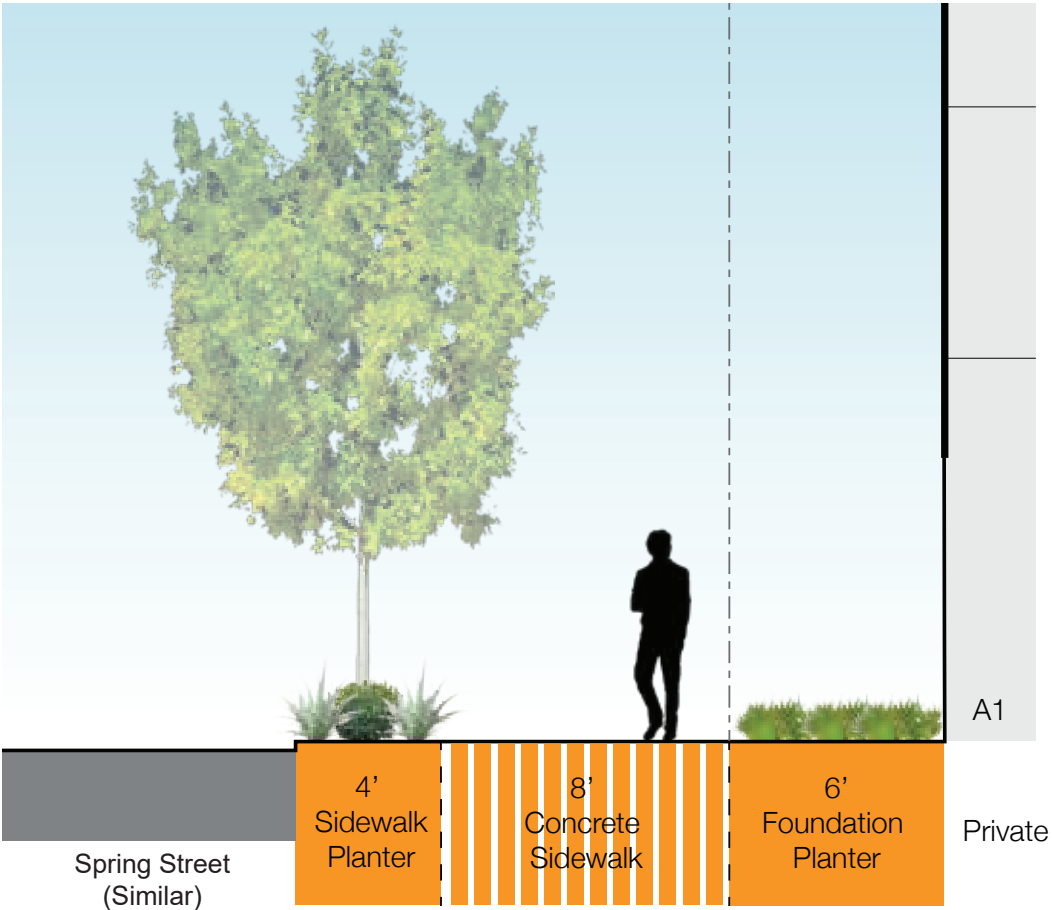 A1
4’
Sidewalk
Planter
8’
Concrete
Sidewalk
6’
Foundation
Planter
Private
Spring Street
(Similar)